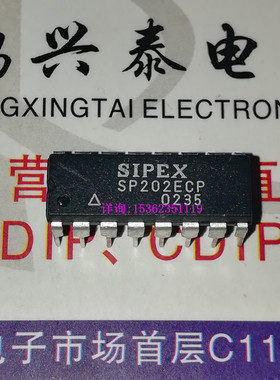 兴泰电
GXINGTAI ELECTRON
SIPEX
SP202ECP
0235
详询:15362351119
营
DIP、CDIP
电子市场首层C11